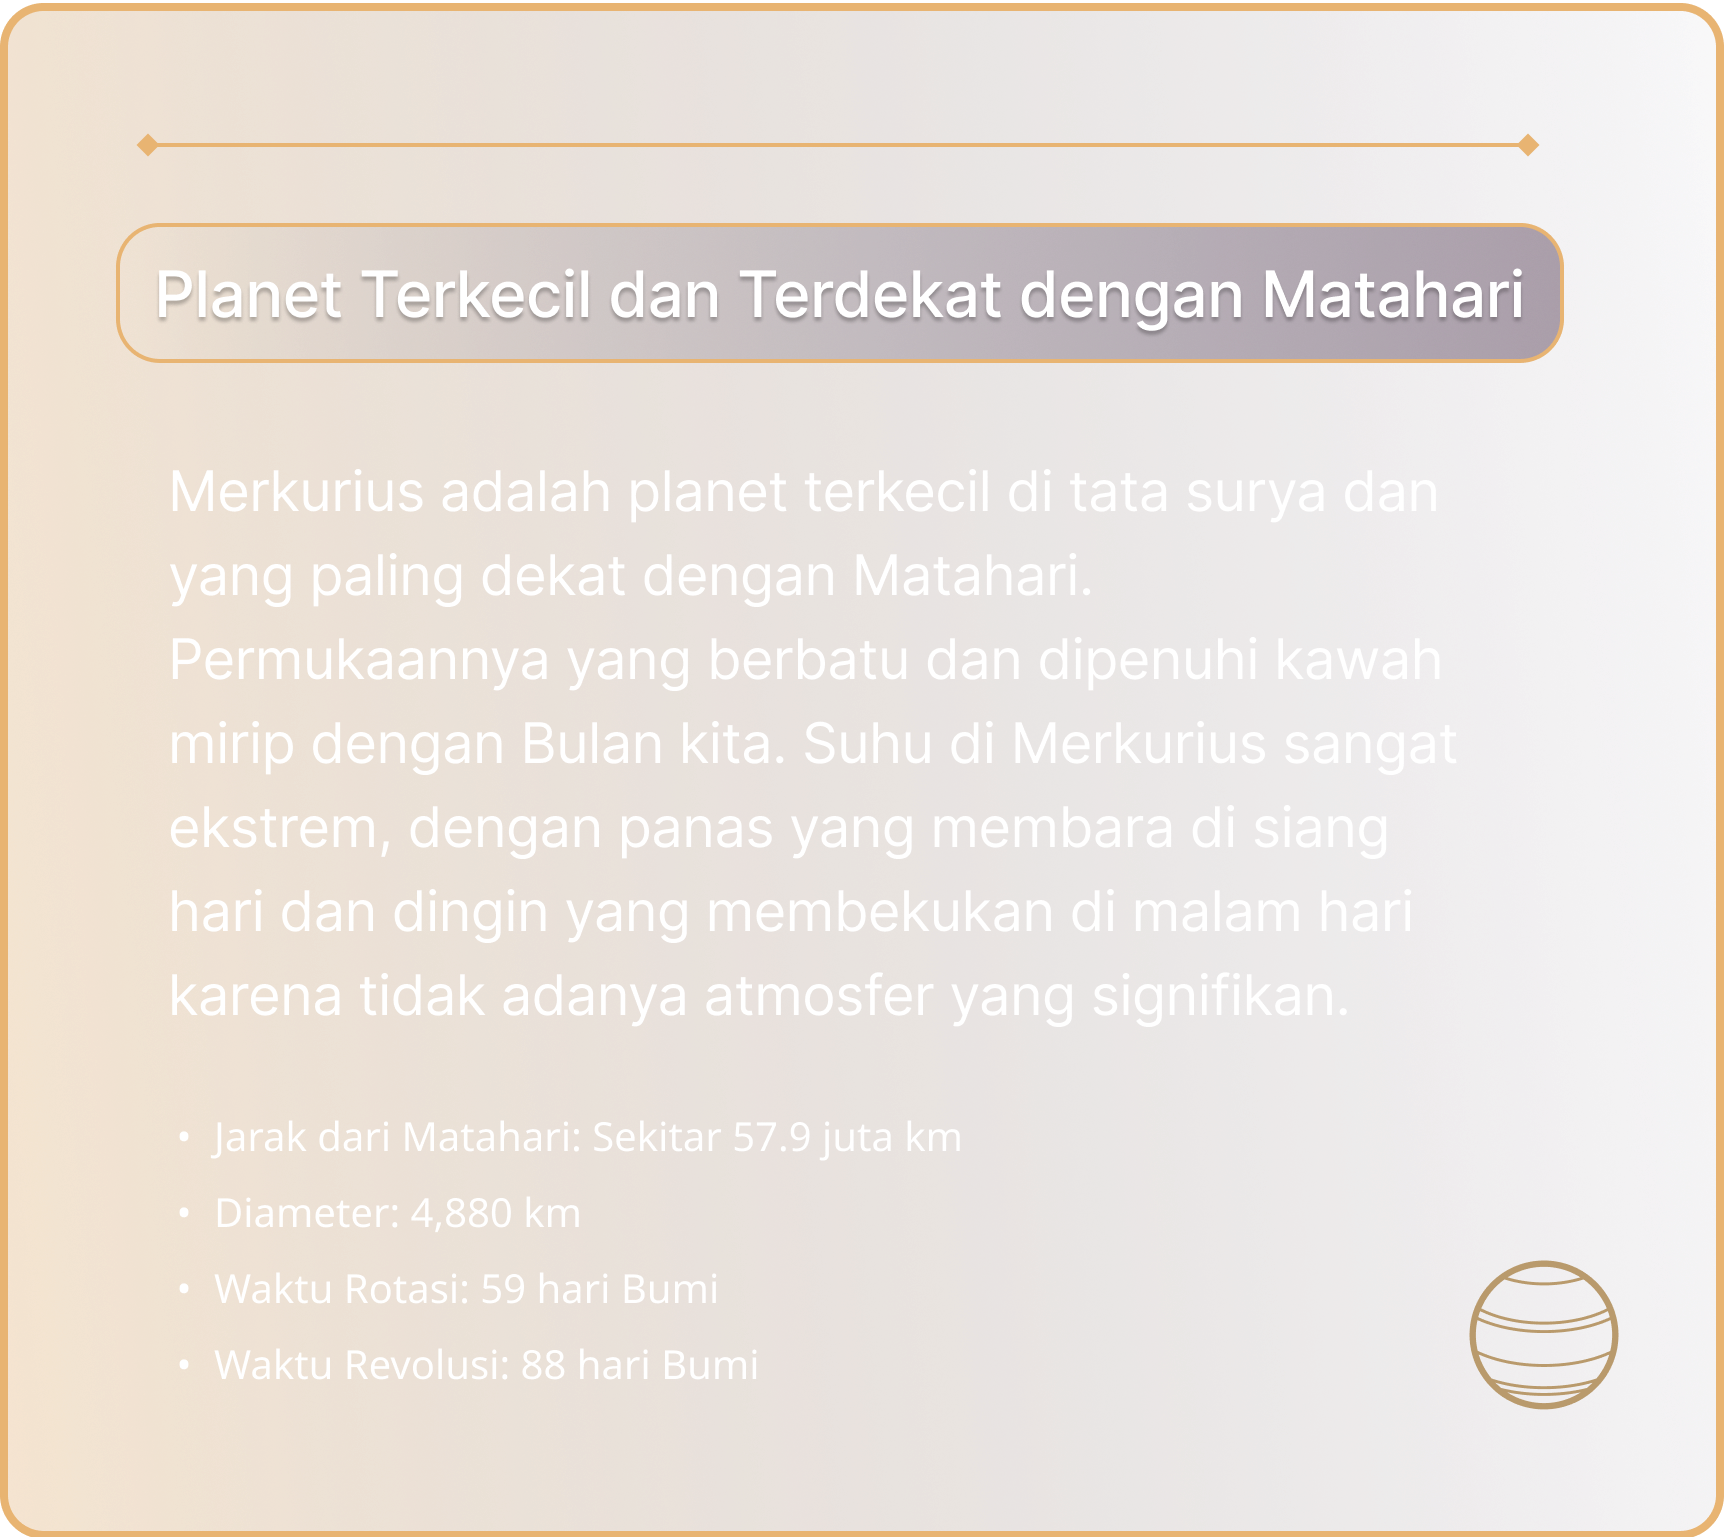 Planet Terkecil dan Terdekat dengan Matahari
Merkurius adalah planet terkecil di tata surya dan
yang paling dekat dengan Matahari.
Permukaannya yang berbatu dan dipenuhi kawah
mirip dengan Bulan kita. Suhu di Merkurius sangat
ekstrem, dengan panas yang membara di siang
hari dan dingin yang membekukan di malam hari
karena tidak adanya atmosfer yang signifikan.
• Jarak dari Matahari: Sekitar 57.9 juta km
• Diameter: 4,880 km
• Waktu Rotasi: 59 hari Bumi
• Waktu Revolusi: 88 hari Bumi